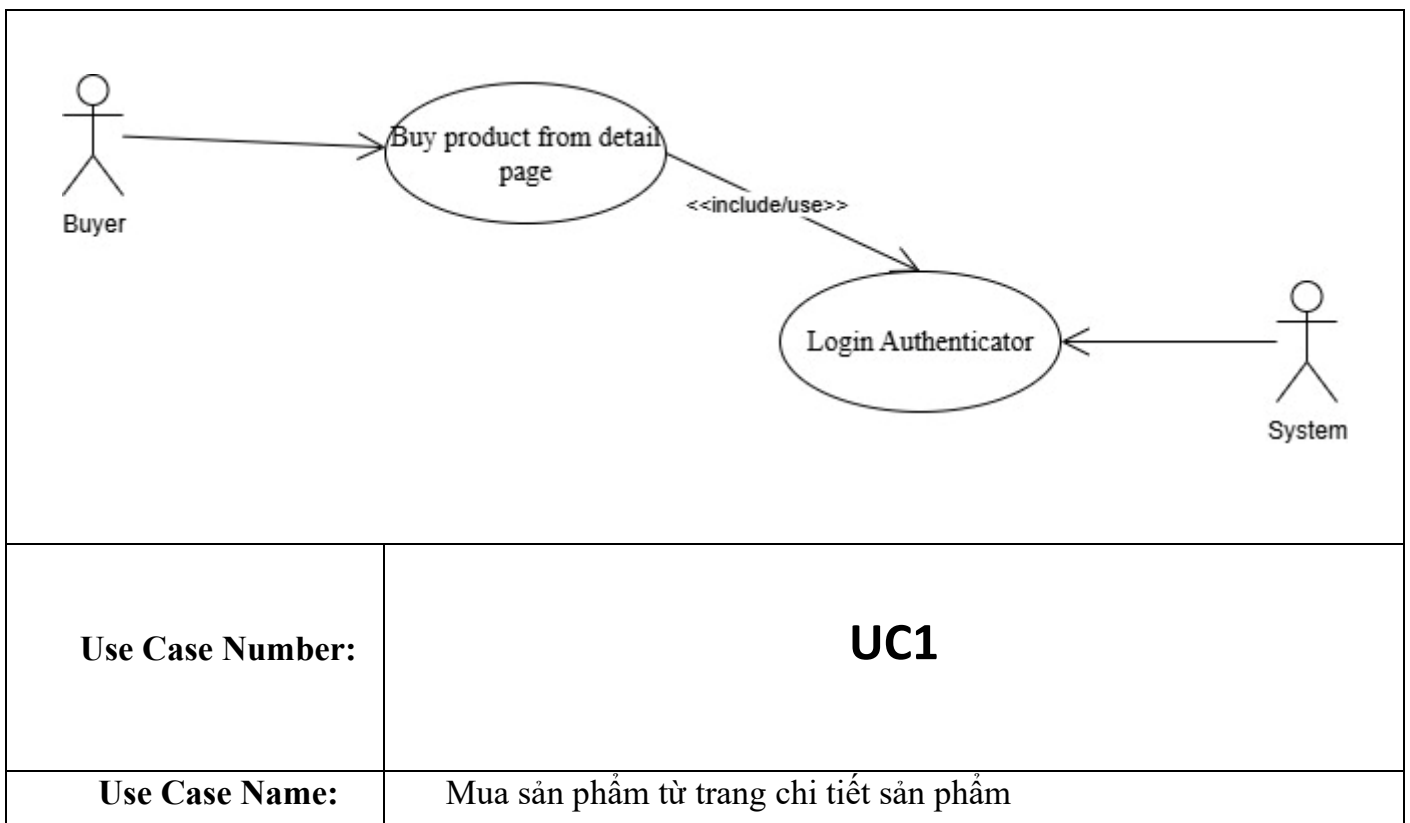 Buy product from detail
page
<<include/use>>
Buyer
Login Authenticator
System
Use Case Number:
UC1
Use Case Name:
Mua sản phẩm từ trang chi tiết sản phẩm